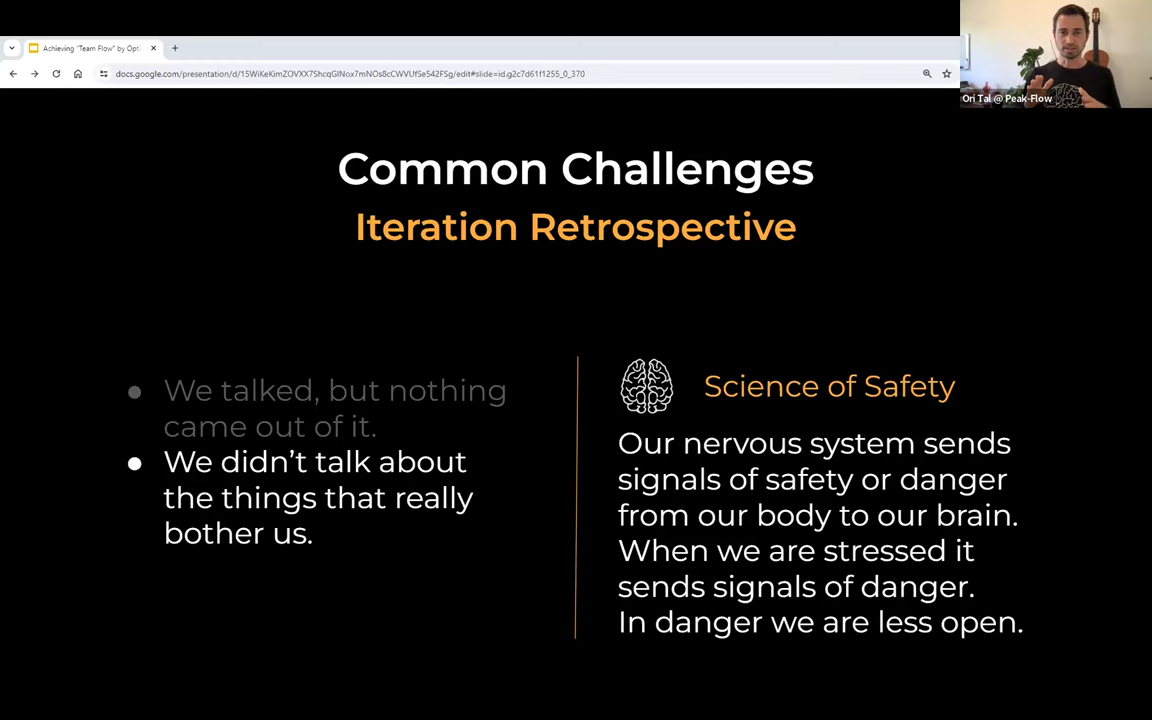 Achieving "Team Flow" by Opt
docs.google.com/presentation/d/15WiKeKimZOVXX7ShcqGlNox7mNOs8cCWVUfSe542FSg/edit#slide=id.g2c7d61f1255_0_370
Ori Tal @ Peak-Flow
Common Challenges
Iteration Retrospective
● We talked, but nothing
came out of it.
● We didn’t talk about
the things that really
bother us.
Science of Safety
Our nervous system sends
signals of safety or danger
from our body to our brain.
When we are stressed it
sends signals of danger.
In danger we are less open.